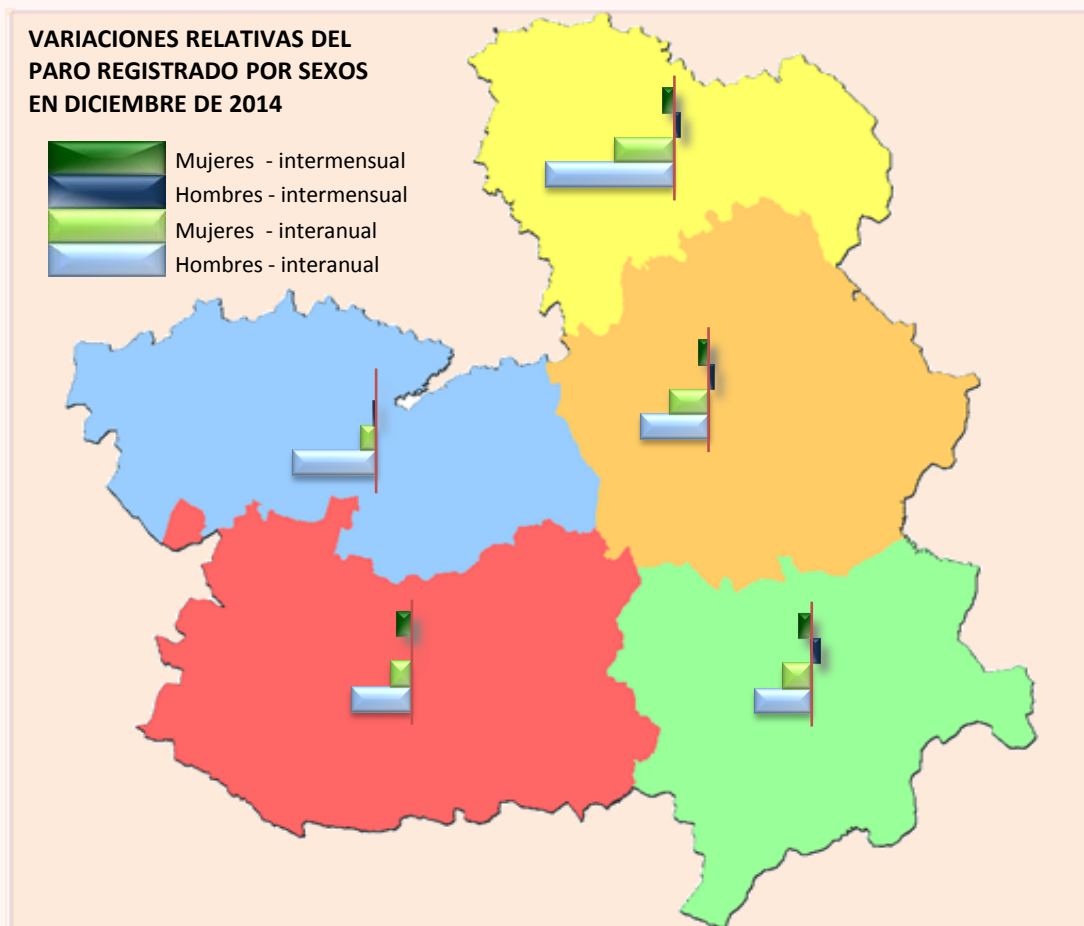 VARIACIONES RELATIVAS DEL
PARO REGISTRADO POR SEXOS
EN DICIEMBRE DE 2014
Mujeres - intermensual
Hombres - intermensual
Mujeres - interanual
Hombres - interanual